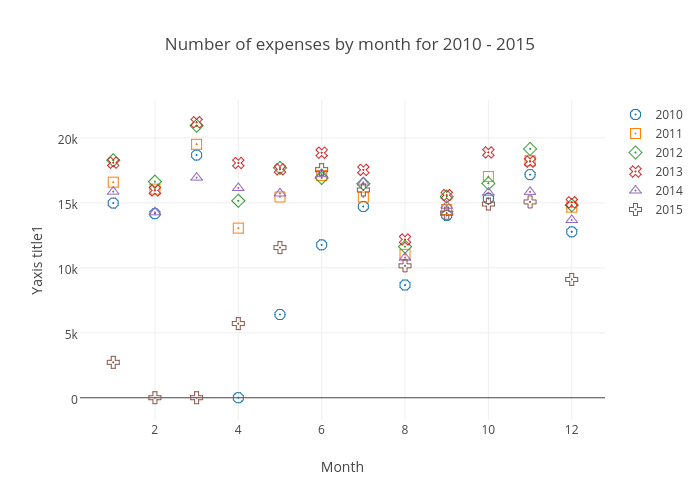 Number of expenses by month for 2010 - 2015
2010
2011
2012
2013
2014
2015
20k
15k
10k
5k
0
Yaxis title1
2 4 6 8 10 12
Month